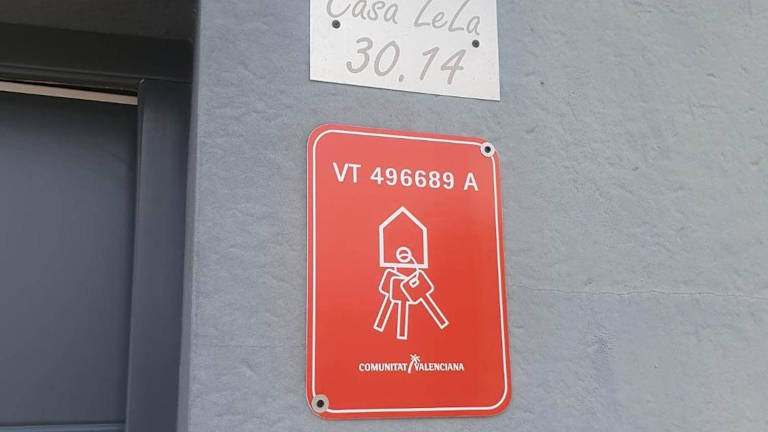 Casa LeLa
30.14
VT 496689 A
COMUNITAT VALENCIANA